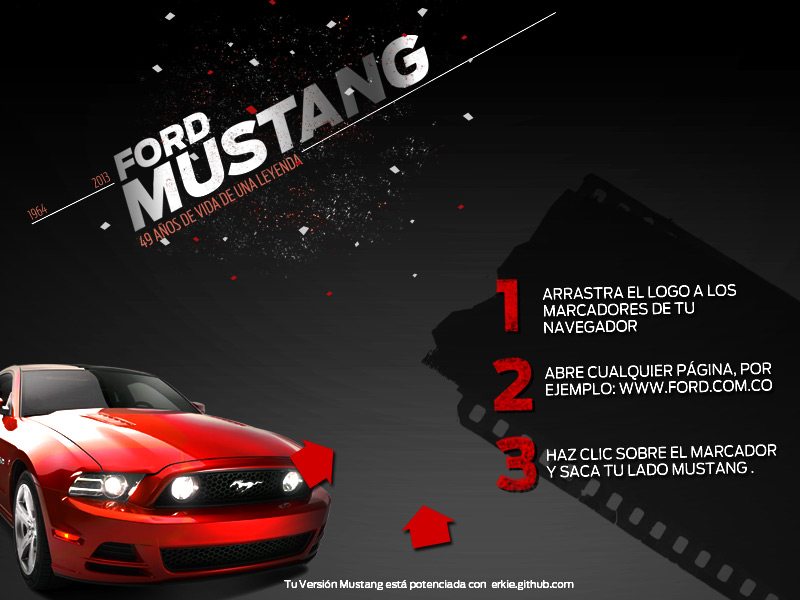 FORD
MUSTANG
1964
2013
49 AÑOS DE VIDA DE UNA LEYENDA
1
ARRASTRA EL LOGO A LOS
MARCADORES DE TU
NAVEGADOR
2
ABRE CUALQUIER PÁGINA, POR
EJEMPLO: WWW.FORD.COM.CO
3
HAZ CLIC SOBRE EL MARCADOR
Y SACA TU LADO MUSTANG .
Tu Versión Mustang está potenciada con erkie.github.com